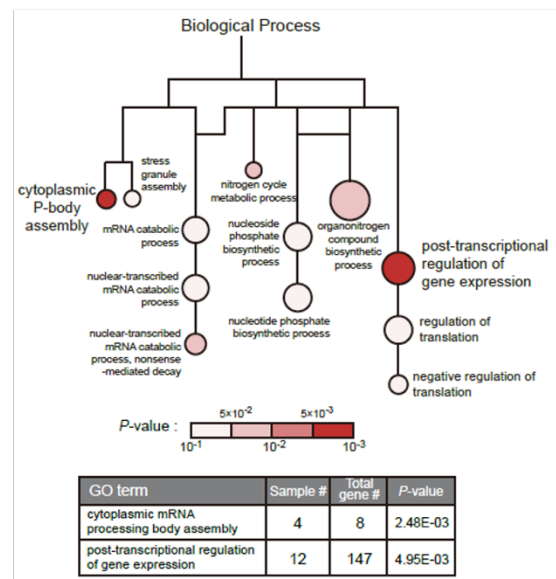 Biological Process
stress
granule
assembly
cytoplasmic
P-body
assembly
nitrogen cycle
metabolic process
mRNA catabolic
process
nucleoside
phosphate
biosynthetic
process
organonitrogen
compound
biosynthetic
process
post-transcriptional
regulation of
gene expression
nuclear-transcribed
mRNA catabolic
process
nucleotide phosphate
biosynthetic process
regulation of
translation
nuclear-transcribed
mRNA catabolic
process, nonsense
-mediated decay
negative regulation of
translation
P-value :
5×10⁻² 5×10⁻³
10⁻¹ 10⁻² 10⁻³
GO term Sample # Total gene # P-value
cytoplasmic mRNA
processing body assembly 4 8 2.48E-03
post-transcriptional regulation
of gene expression 12 147 4.95E-03